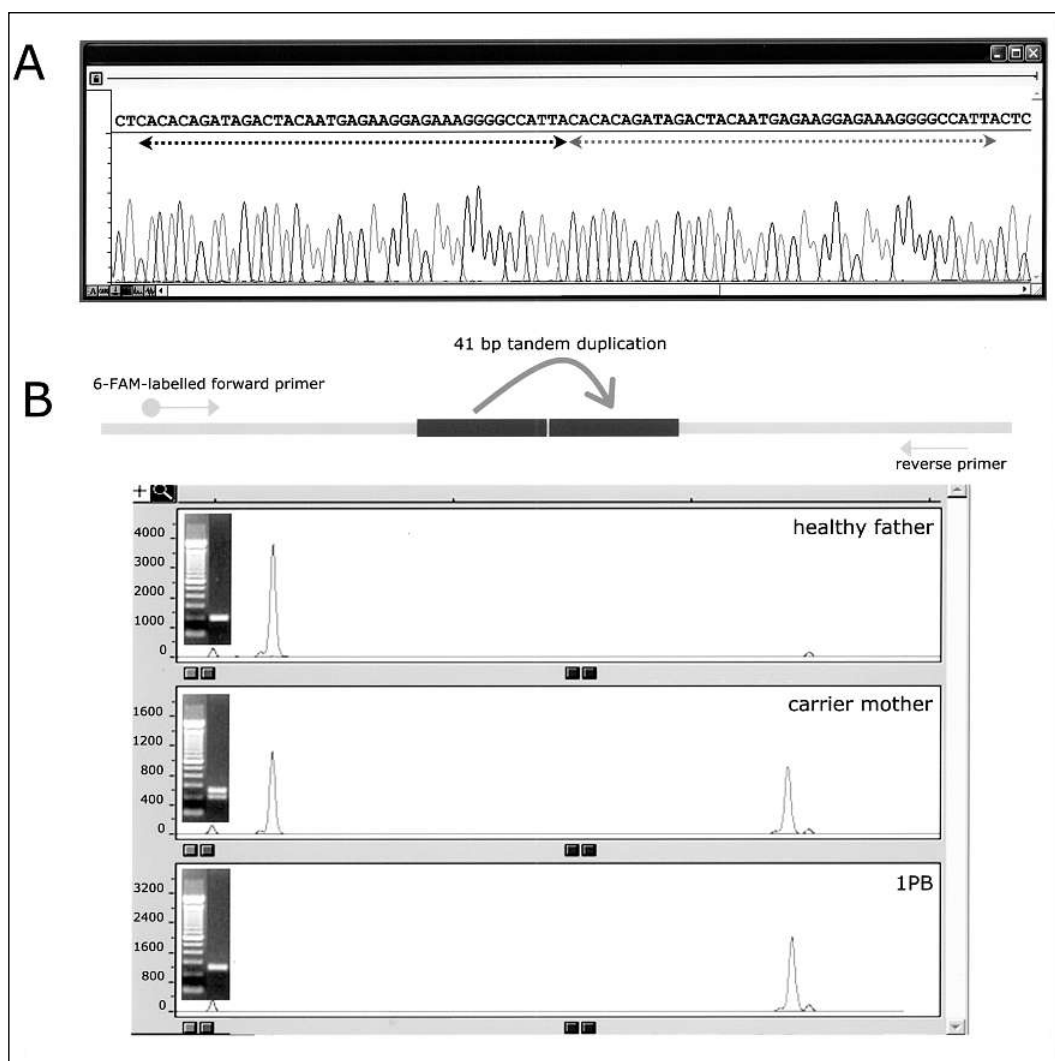 A
CTCACACAGATAGACTACAATGAGAAGGAGAAAGGGGCCATTACACACAGATAGACTACAATGAGAAGGAGAAAGGGGCCATTACTC
41 bp tandem duplication
6-FAM-labelled forward primer
B
reverse primer
healthy father
4000
3000
2000
1000
0
carrier mother
1600
1200
800
400
0
1PB
3200
2400
1600
800
0